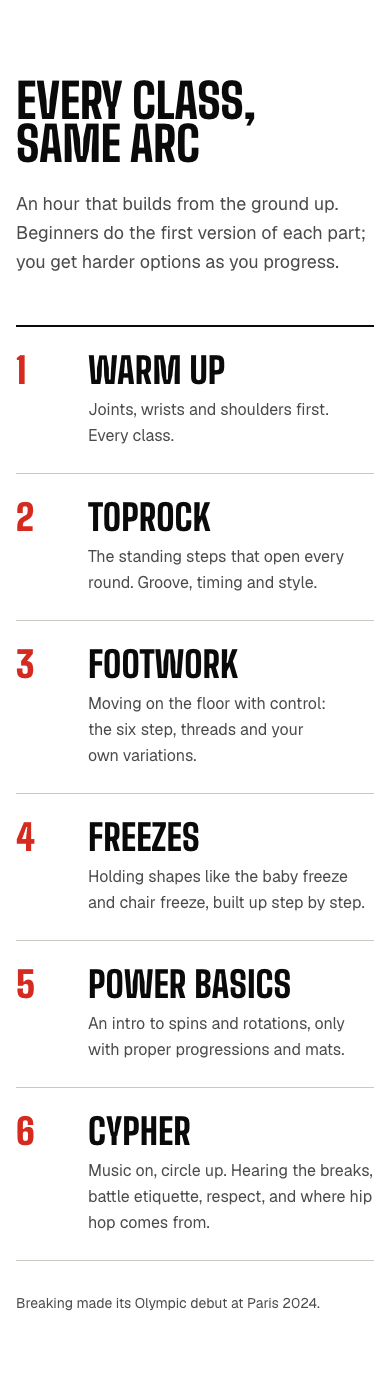 EVERY CLASS,
SAME ARC
An hour that builds from the ground up.
Beginners do the first version of each part;
you get harder options as you progress.
1 WARM UP
Joints, wrists and shoulders first.
Every class.
2 TOPROCK
The standing steps that open every
round. Groove, timing and style.
3 FOOTWORK
Moving on the floor with control:
the six step, threads and your
own variations.
4 FREEZES
Holding shapes like the baby freeze
and chair freeze, built up step by step.
5 POWER BASICS
An intro to spins and rotations, only
with proper progressions and mats.
6 CYPHER
Music on, circle up. Hearing the breaks,
battle etiquette, respect, and where hip
hop comes from.
Breaking made its Olympic debut at Paris 2024.